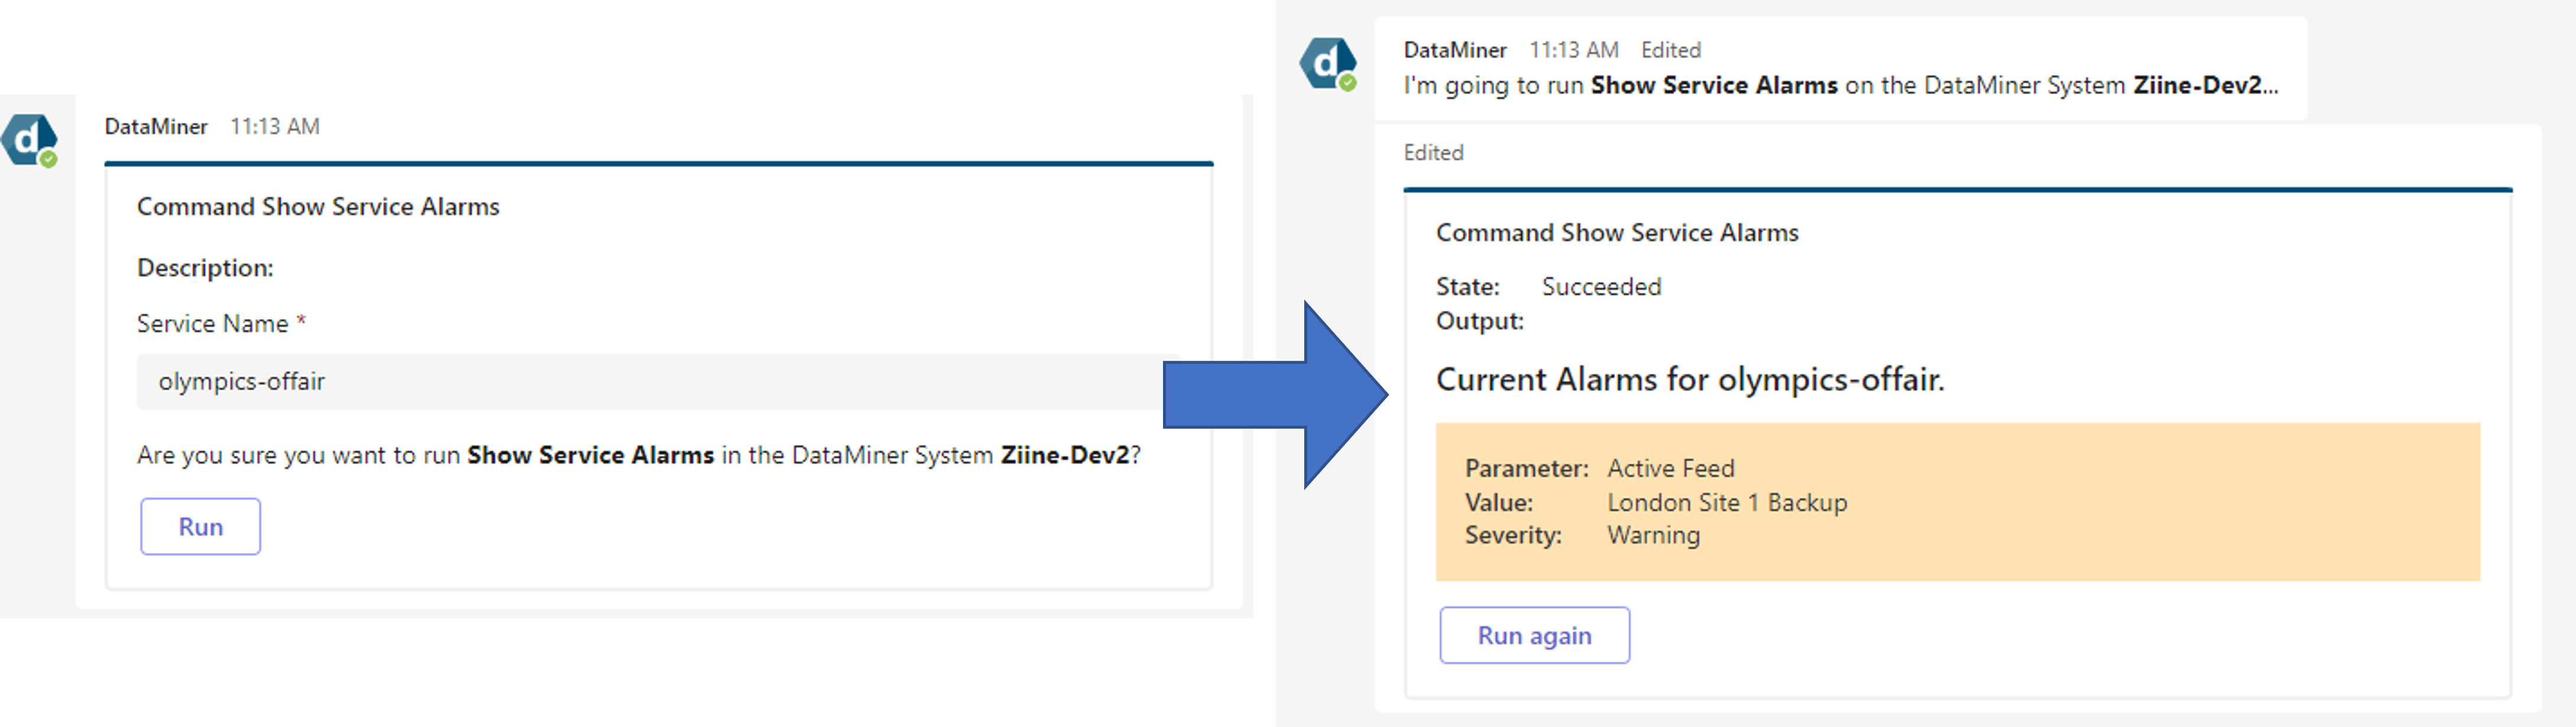 DataMiner 11:13 AM
Command Show Service Alarms
Description:
Service Name *
olympics-offair
Are you sure you want to run Show Service Alarms in the DataMiner System Ziine-Dev2?
Run
DataMiner 11:13 AM Edited
I'm going to run Show Service Alarms on the DataMiner System Ziine-Dev2...
Edited
Command Show Service Alarms
State: Succeeded
Output:
Current Alarms for olympics-offair.
Parameter: Active Feed
Value: London Site 1 Backup
Severity: Warning
Run again